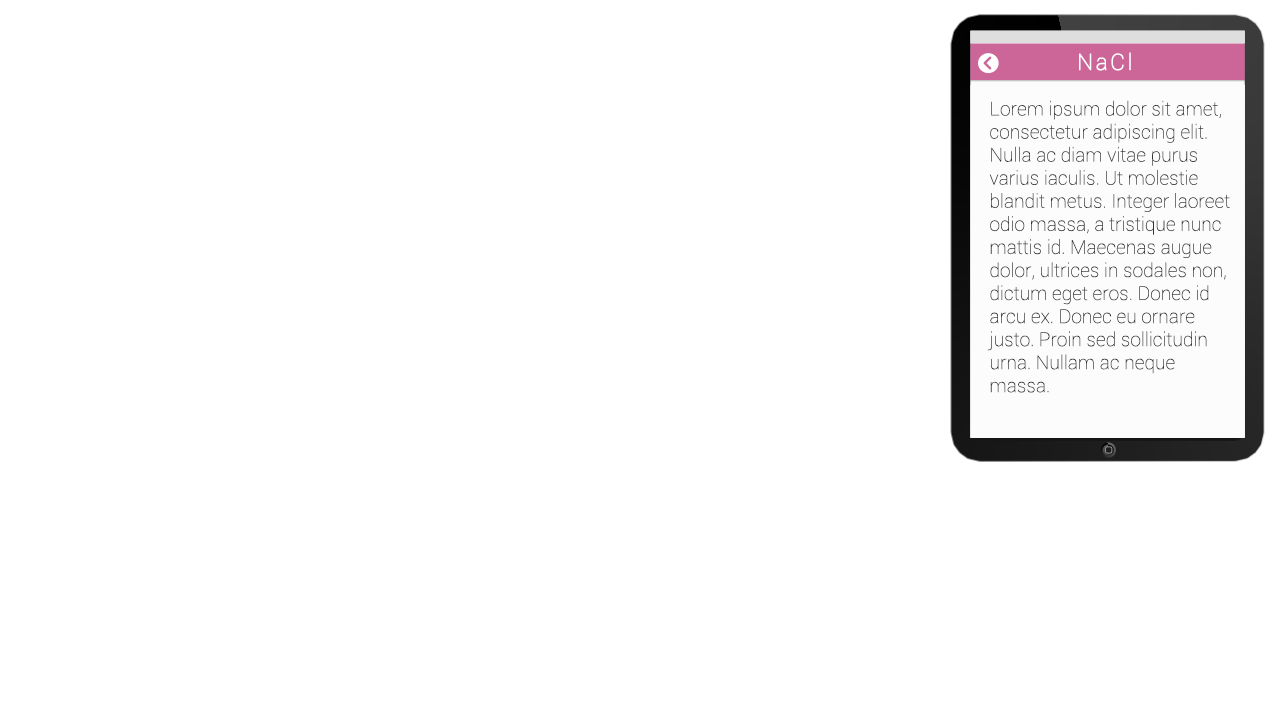 NaCl
Lorem ipsum dolor sit amet,
consectetur adipiscing elit.
Nulla ac diam vitae purus
varius iaculis. Ut molestie
blandit metus. Integer laoreet
odio massa, a tristique nunc
mattis id. Maecenas augue
dolor, ultrices in sodales non,
dictum eget eros. Donec id
arcu ex. Donec eu ornare
justo. Proin sed sollicitudin
urna. Nullam ac neque
massa.